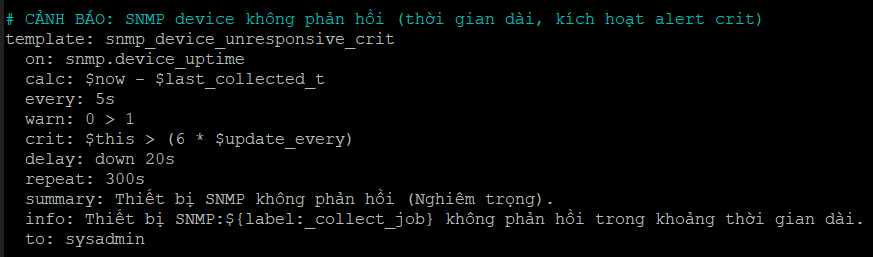 # CẢNH BÁO: SNMP device không phản hồi (thời gian dài, kích hoạt alert crit)
template: snmp_device_unresponsive_crit
on: snmp.device_uptime
calc: $now - $last_collected_t
every: 5s
warn: 0 > 1
crit: $this > (6 * $update_every)
delay: down 20s
repeat: 300s
summary: Thiết bị SNMP không phản hồi (Nghiêm trọng).
info: Thiết bị SNMP:${label:_collect_job} không phản hồi trong khoảng thời gian dài.
to: sysadmin